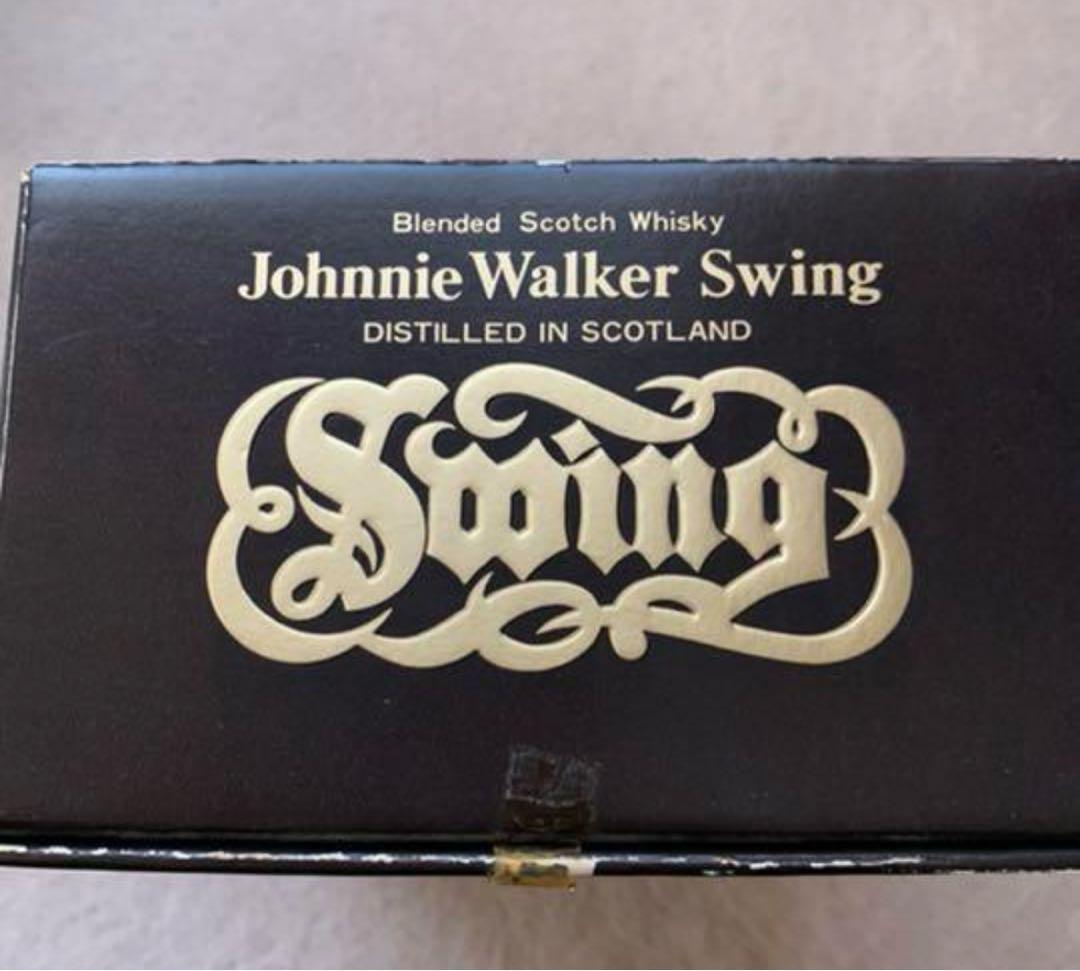 Blended Scotch Whisky
Johnnie Walker Swing
DISTILLED IN SCOTLAND
Swing